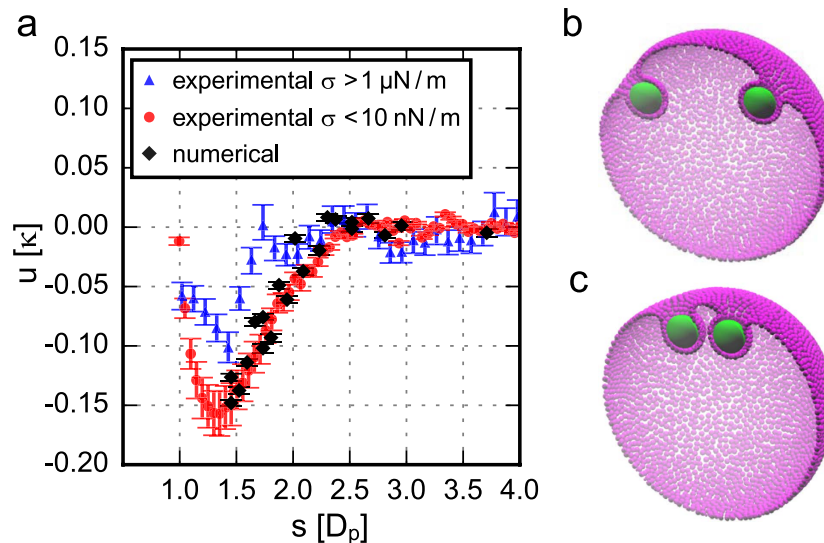 a
b
0.15
0.10
0.05
0.00
-0.05
-0.10
-0.15
-0.20
u [κ]
experimental σ > 1 μN / m
experimental σ < 10 nN / m
numerical
1.0 1.5 2.0 2.5 3.0 3.5 4.0
s [Dp]
c